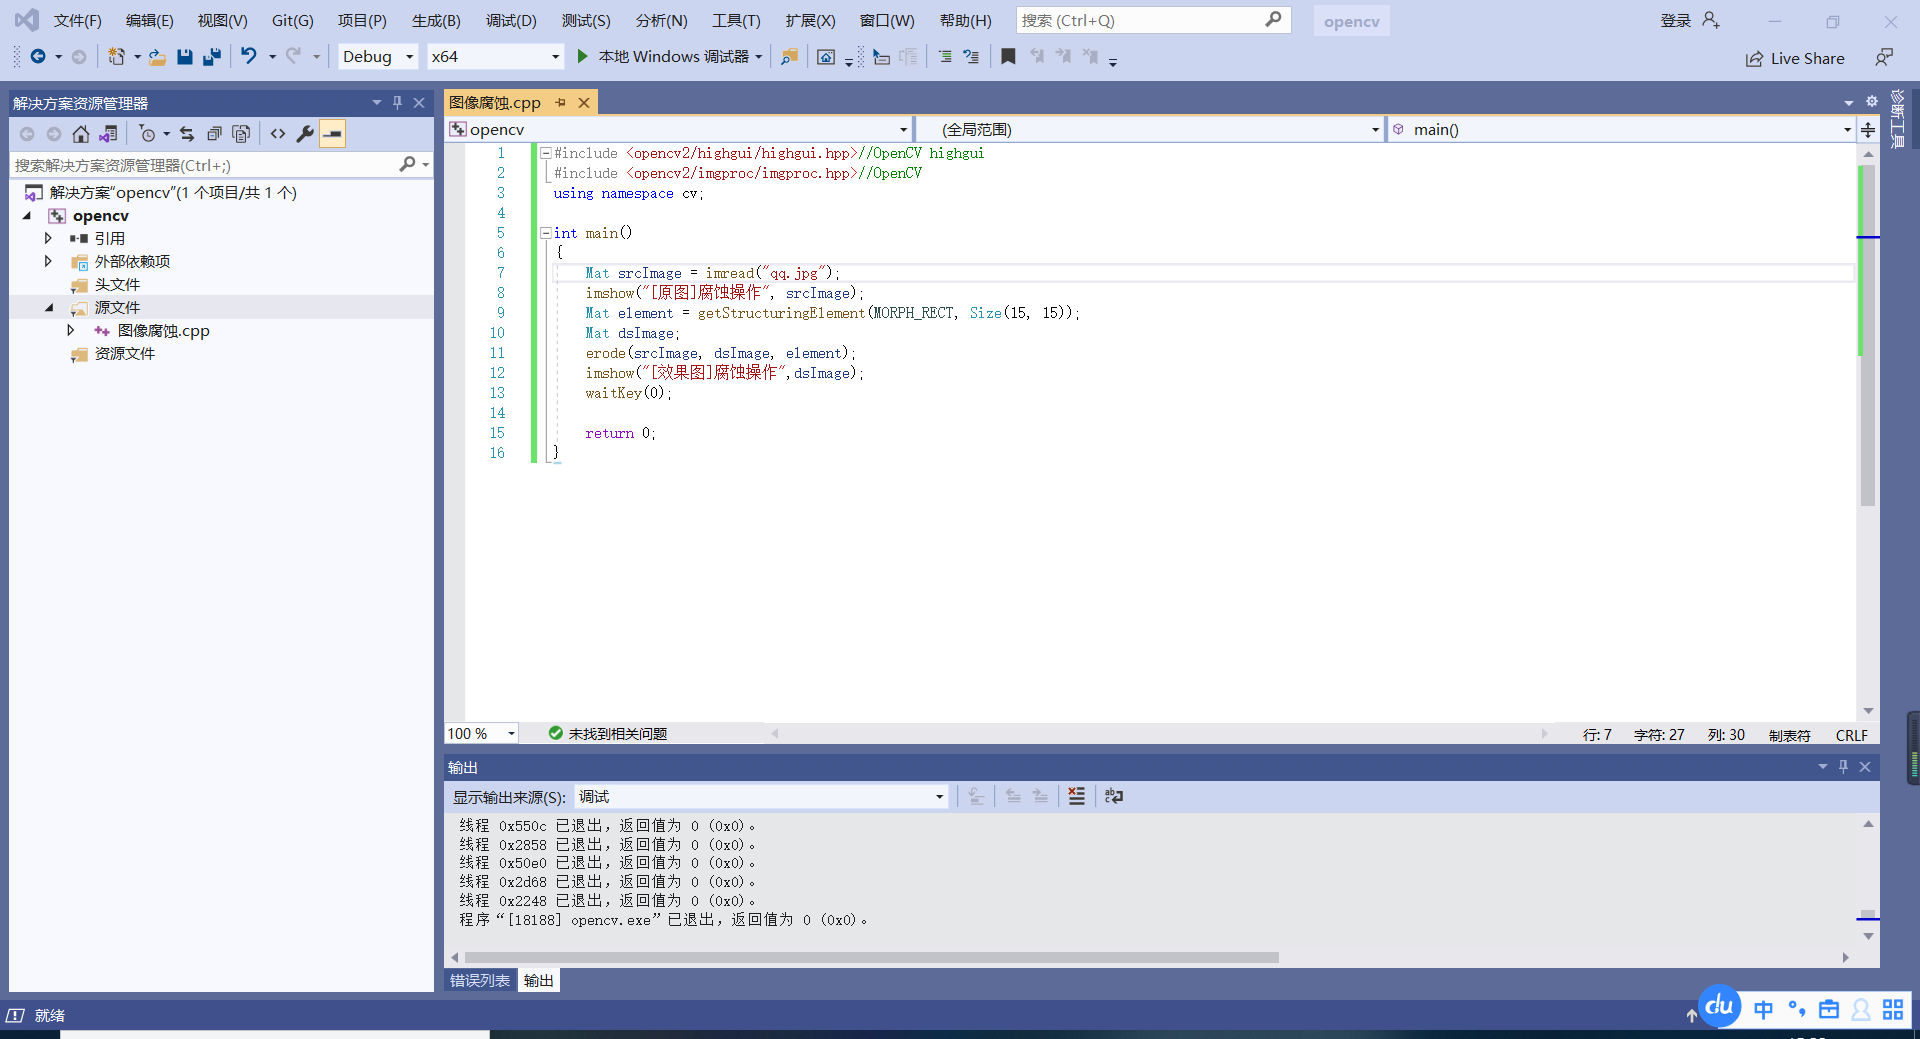 文件(F) 编辑(E) 视图(V) Git(G) 项目(P) 生成(B) 调试(D) 测试(S) 分析(N) 工具(T) 扩展(X) 窗口(W) 帮助(H) 搜索 (Ctrl+Q) opencv 登录
Debug x64 本地 Windows 调试器 Live Share
解决方案资源管理器
搜索解决方案资源管理器(Ctrl+;)
解决方案“opencv”(1 个项目/共 1 个)
opencv
引用
外部依赖项
头文件
源文件
图像腐蚀.cpp
资源文件
图像腐蚀.cpp
opencv (全局范围) main()
诊断工具
1 #include <opencv2/highgui/highgui.hpp>//OpenCV highgui
2 #include <opencv2/imgproc/imgproc.hpp>//OpenCV
3 using namespace cv;
4
5 int main()
6 {
7 Mat srcImage = imread("qq.jpg");
8 imshow("[原图]腐蚀操作", srcImage);
9 Mat element = getStructuringElement(MORPH_RECT, Size(15, 15));
10 Mat dsImage;
11 erode(srcImage, dsImage, element);
12 imshow("[效果图]腐蚀操作",dsImage);
13 waitKey(0);
14
15 return 0;
16 }
100 % 未找到相关问题 行: 7 字符: 27 列: 30 制表符 CRLF
输出
显示输出来源(S): 调试
线程 0x550c 已退出，返回值为 0 (0x0)。
线程 0x2858 已退出，返回值为 0 (0x0)。
线程 0x50e0 已退出，返回值为 0 (0x0)。
线程 0x2d68 已退出，返回值为 0 (0x0)。
线程 0x2248 已退出，返回值为 0 (0x0)。
程序“[18188] opencv.exe”已退出，返回值为 0 (0x0)。
错误列表 输出
就绪 du 中